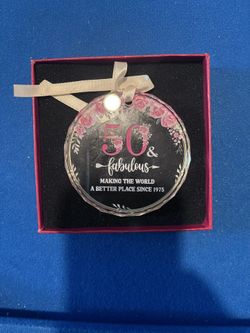 50 &
fabulous
MAKING THE WORLD
A BETTER PLACE SINCE 1975